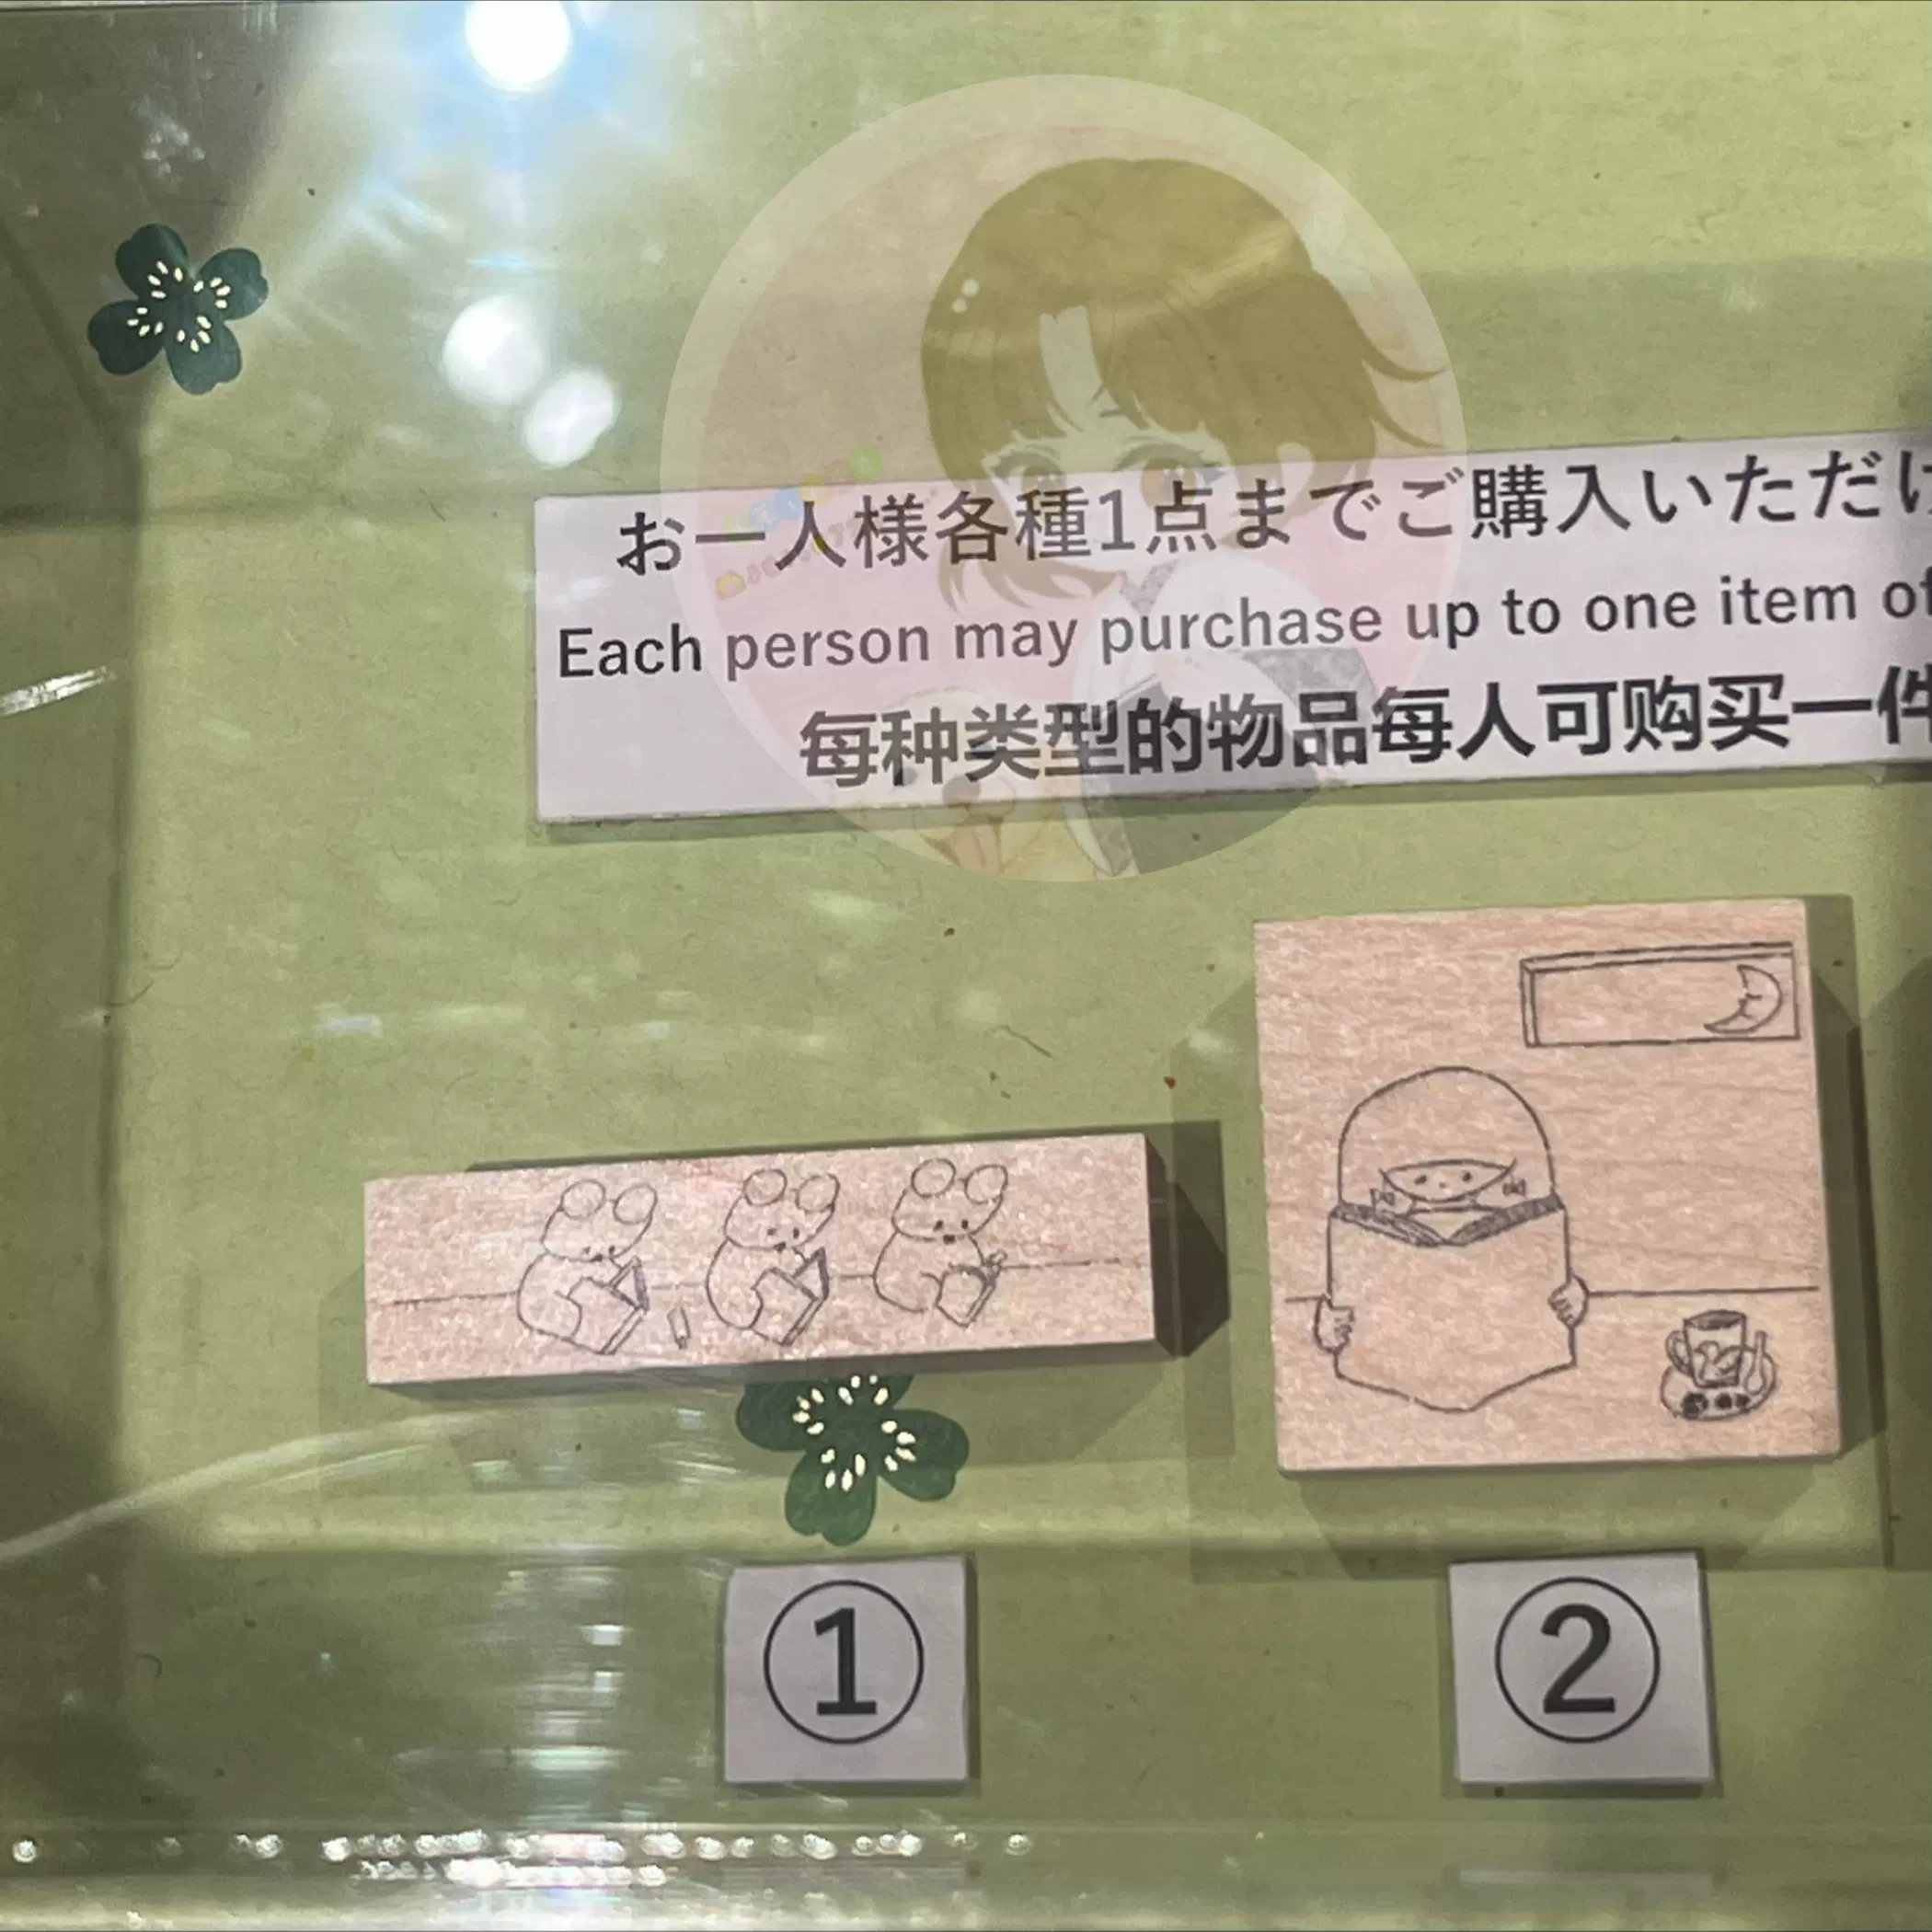 お一人様各種1点までご購入いただけ
Each person may purchase up to one item of
每种类型的物品每人可购买一件
①
②